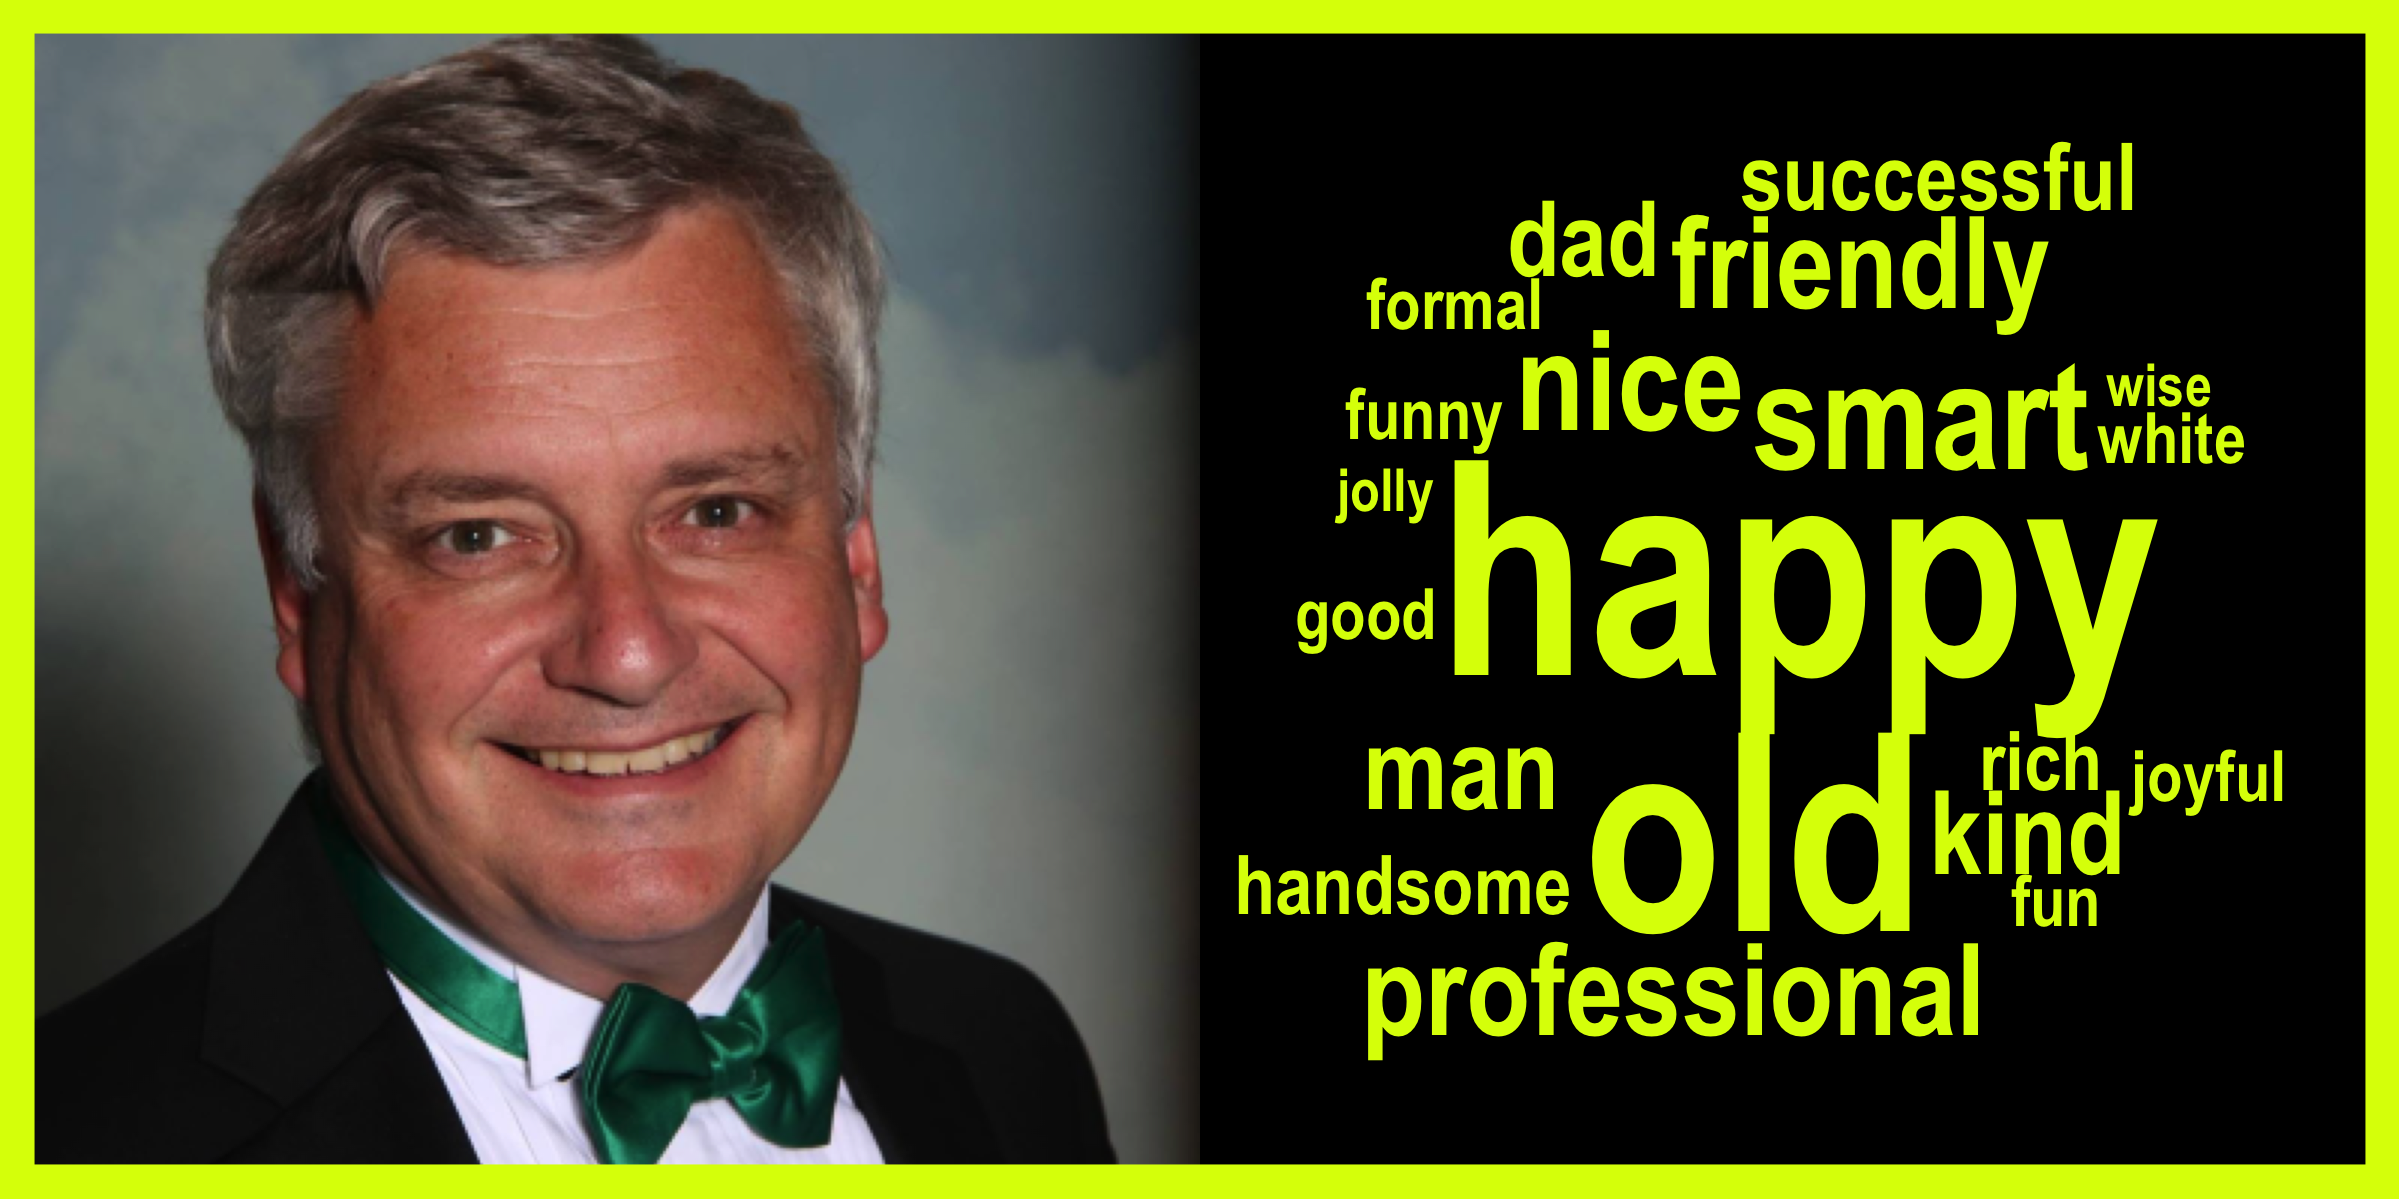 successful
dad friendly
formal
nice smart wise
funny white
jolly happy
good
man old rich joyful
kind
handsome fun
professional